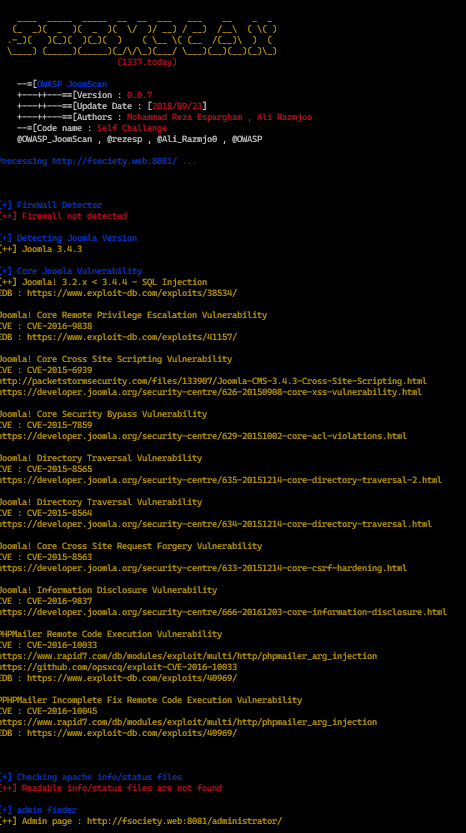 (1337.today)
--=[OWASP JoomScan
+---++---==[Version : 0.0.7
+---++---==[Update Date : [2018/09/23]
+---++---==[Authors : Mohammad Reza Espargham , Ali Razmjoo
--=[Code name : Self Challenge
@OWASP_JoomScan , @rezesp , @Ali_Razmjo0 , @OWASP
Processing http://fsociety.web:8081/ ...
[+] FireWall Detector
[++] Firewall not detected
[+] Detecting Joomla Version
[++] Joomla 3.4.3
[+] Core Joomla Vulnerability
[++] Joomla! 3.2.x < 3.4.4 - SQL Injection
EDB : https://www.exploit-db.com/exploits/38534/
Joomla! Core Remote Privilege Escalation Vulnerability
CVE : CVE-2016-9838
EDB : https://www.exploit-db.com/exploits/41157/
Joomla! Core Cross Site Scripting Vulnerability
CVE : CVE-2015-6939
http://packetstormsecurity.com/files/133907/Joomla-CMS-3.4.3-Cross-Site-Scripting.html
https://developer.joomla.org/security-centre/626-20150908-core-xss-vulnerability.html
Joomla! Core Security Bypass Vulnerability
CVE : CVE-2015-7859
https://developer.joomla.org/security-centre/629-20151002-core-acl-violations.html
Joomla! Directory Traversal Vulnerability
CVE : CVE-2015-8565
https://developer.joomla.org/security-centre/635-20151214-core-directory-traversal-2.html
Joomla! Directory Traversal Vulnerability
CVE : CVE-2015-8564
https://developer.joomla.org/security-centre/634-20151214-core-directory-traversal.html
Joomla! Core Cross Site Request Forgery Vulnerability
CVE : CVE-2015-8563
https://developer.joomla.org/security-centre/633-20151214-core-csrf-hardening.html
Joomla! Information Disclosure Vulnerability
CVE : CVE-2016-9837
https://developer.joomla.org/security-centre/666-20161203-core-information-disclosure.html
PHPMailer Remote Code Execution Vulnerability
CVE : CVE-2016-10033
https://www.rapid7.com/db/modules/exploit/multi/http/phpmailer_arg_injection
https://github.com/opsxcq/exploit-CVE-2016-10033
EDB : https://www.exploit-db.com/exploits/40969/
PPHPMailer Incomplete Fix Remote Code Execution Vulnerability
CVE : CVE-2016-10045
https://www.rapid7.com/db/modules/exploit/multi/http/phpmailer_arg_injection
EDB : https://www.exploit-db.com/exploits/40969/
[+] Checking apache info/status files
[++] Readable info/status files are not found
[+] admin finder
[++] Admin page : http://fsociety.web:8081/administrator/